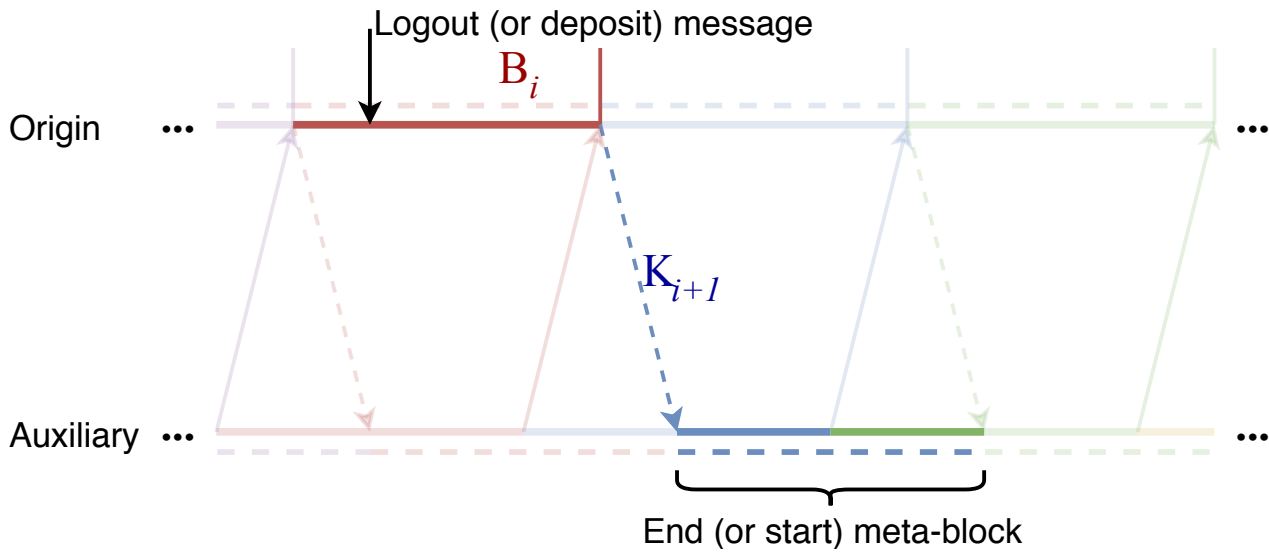 Logout (or deposit) message
B_i
Origin ••• •••
K_{i+1}
Auxiliary ••• •••
End (or start) meta-block